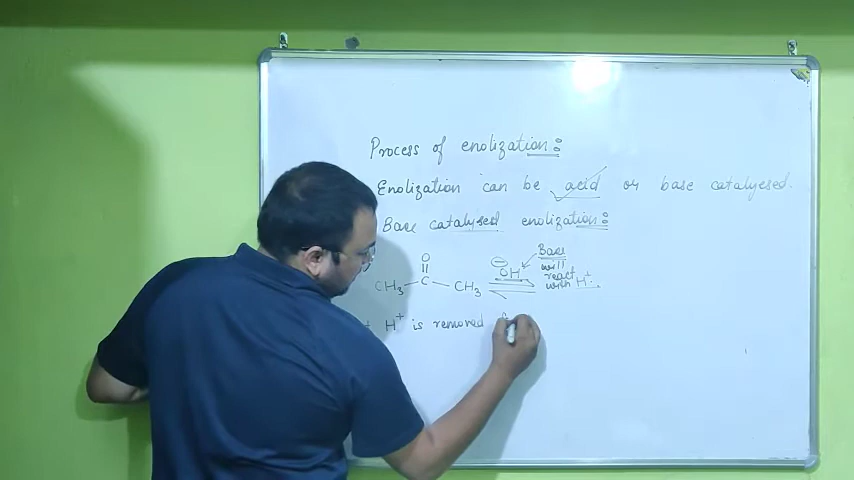 Process of enolization:
Enolization can be acid or base catalyesed.
Base catalysed enolization:
O
CH₃ — C — CH₃
⊖OH
Base
will
react
with H⁺.
H⁺ is removed